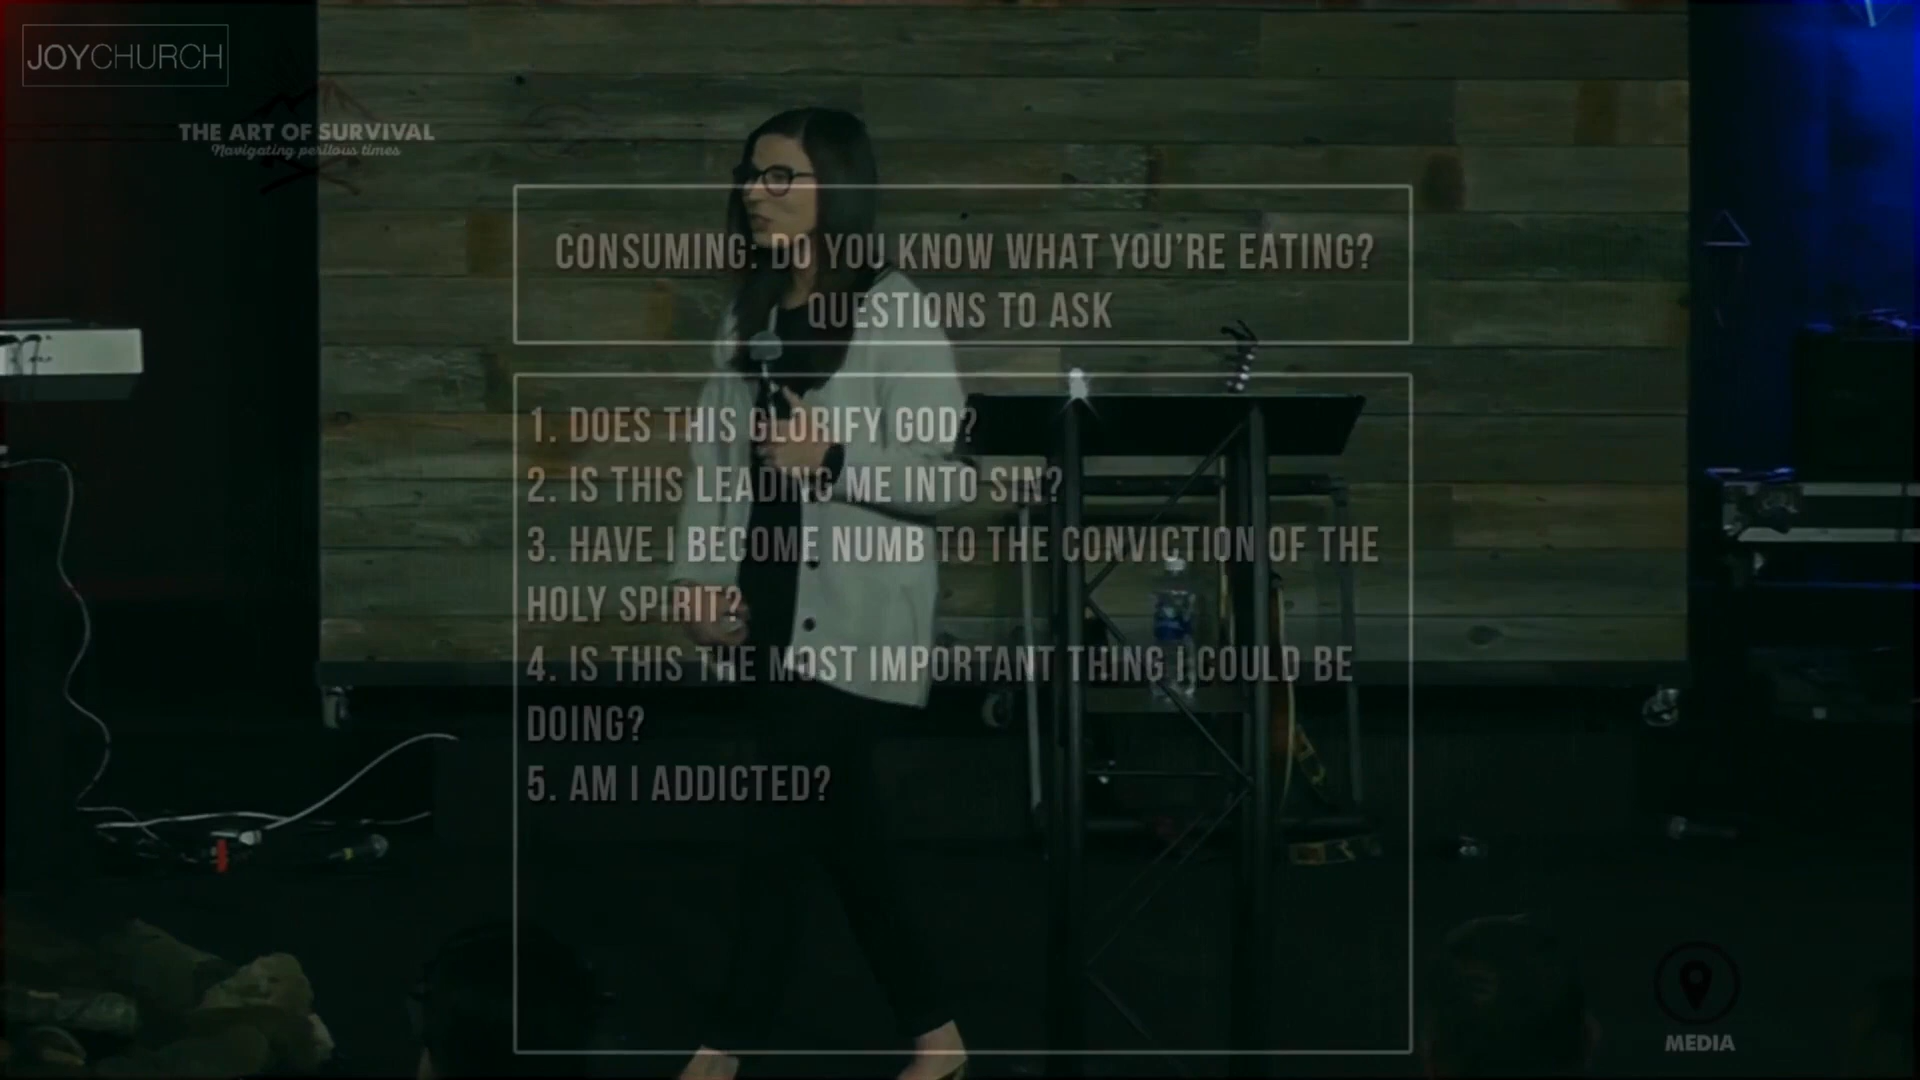 JOYCHURCH
THE ART OF SURVIVAL
Navigating perilous times
CONSUMING: DO YOU KNOW WHAT YOU'RE EATING?
QUESTIONS TO ASK
1. DOES THIS GLORIFY GOD?
2. IS THIS LEADING ME INTO SIN?
3. HAVE I BECOME NUMB TO THE CONVICTION OF THE
HOLY SPIRIT?
4. IS THIS THE MOST IMPORTANT THING I COULD BE
DOING?
5. AM I ADDICTED?
MEDIA